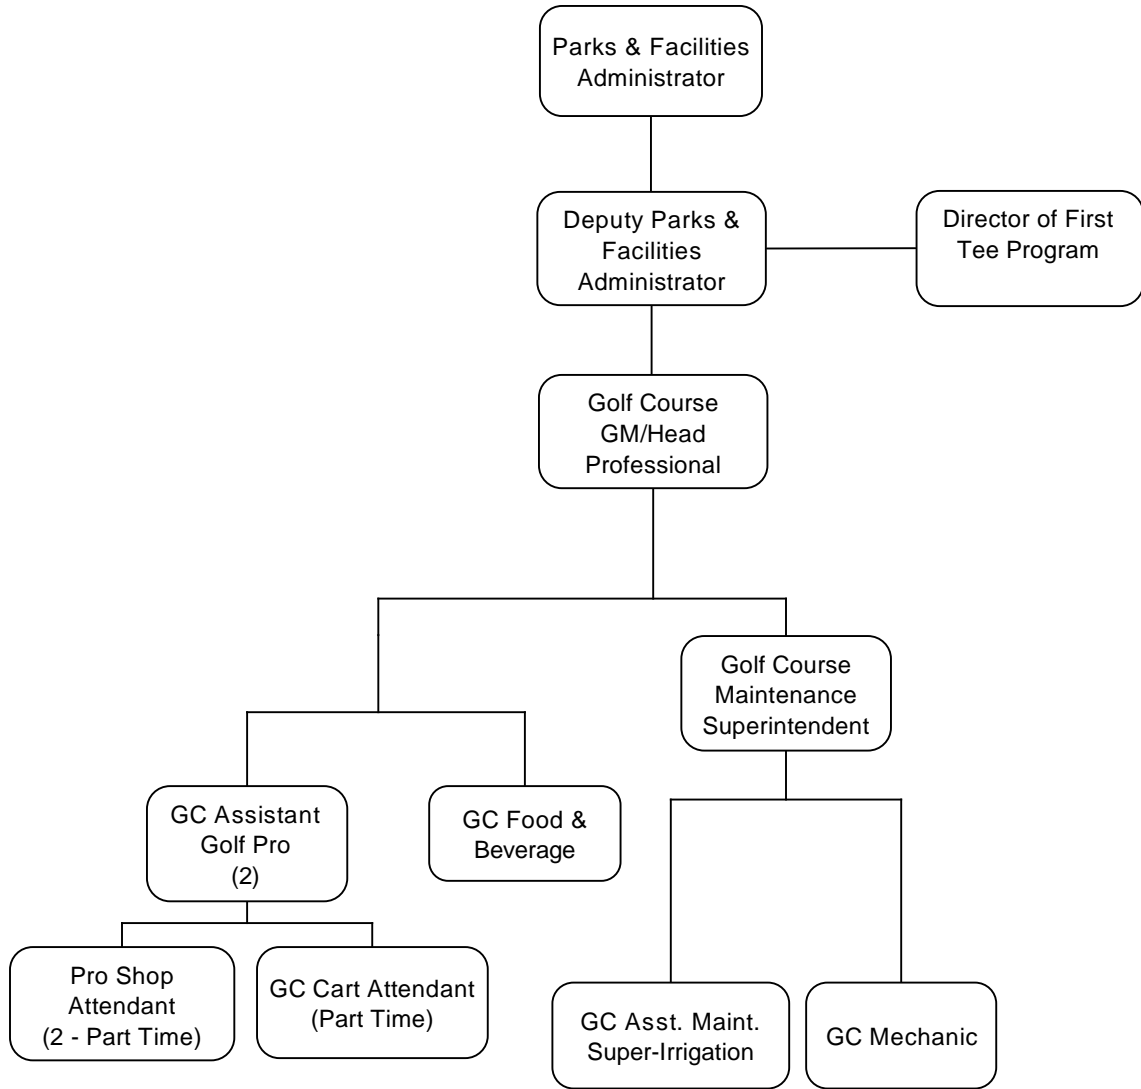 Parks & Facilities
Administrator
Deputy Parks &
Facilities
Administrator
Director of First
Tee Program
Golf Course
GM/Head
Professional
Golf Course
Maintenance
Superintendent
GC Assistant
Golf Pro
(2)
GC Food &
Beverage
Pro Shop
Attendant
(2 - Part Time)
GC Cart Attendant
(Part Time)
GC Asst. Maint.
Super-Irrigation
GC Mechanic